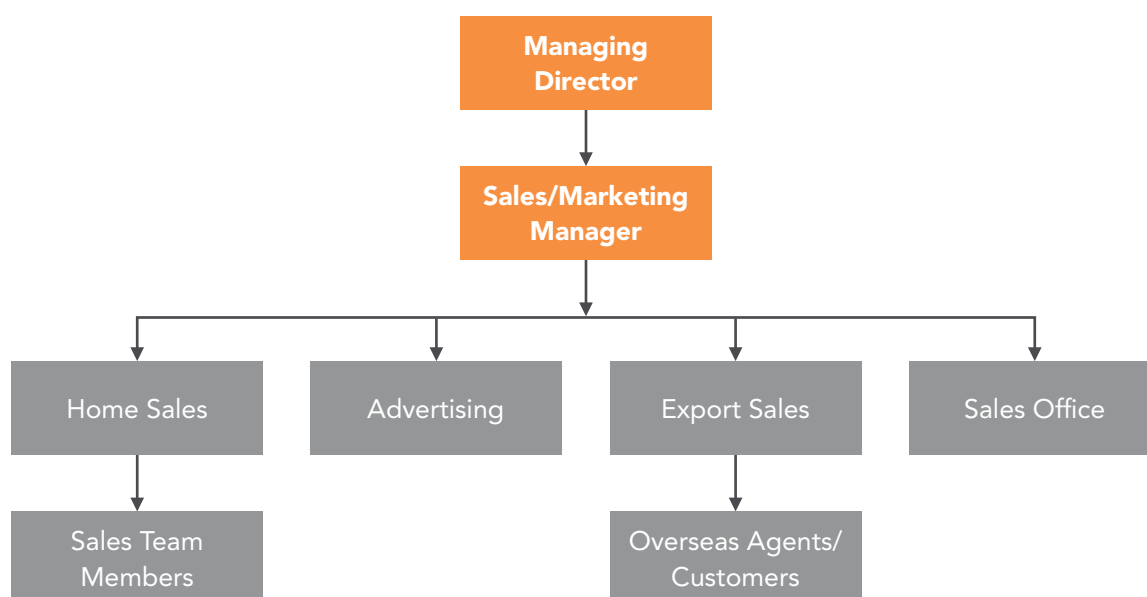 Managing
Director
Sales/Marketing
Manager
Home Sales
Advertising
Export Sales
Sales Office
Sales Team
Members
Overseas Agents/
Customers